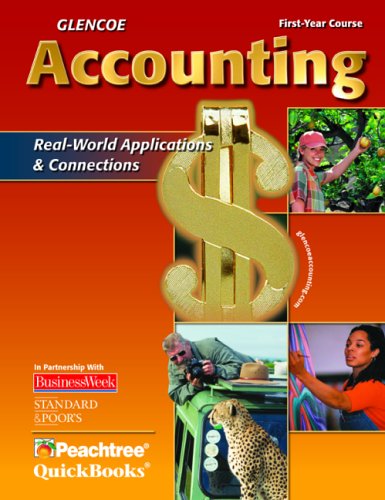 GLENCOE
First-Year Course
Accounting
Real-World Applications
& Connections
glencoeaccounting.com
In Partnership With
BusinessWeek
STANDARD
&POOR'S
Peachtree®
QuickBooks®